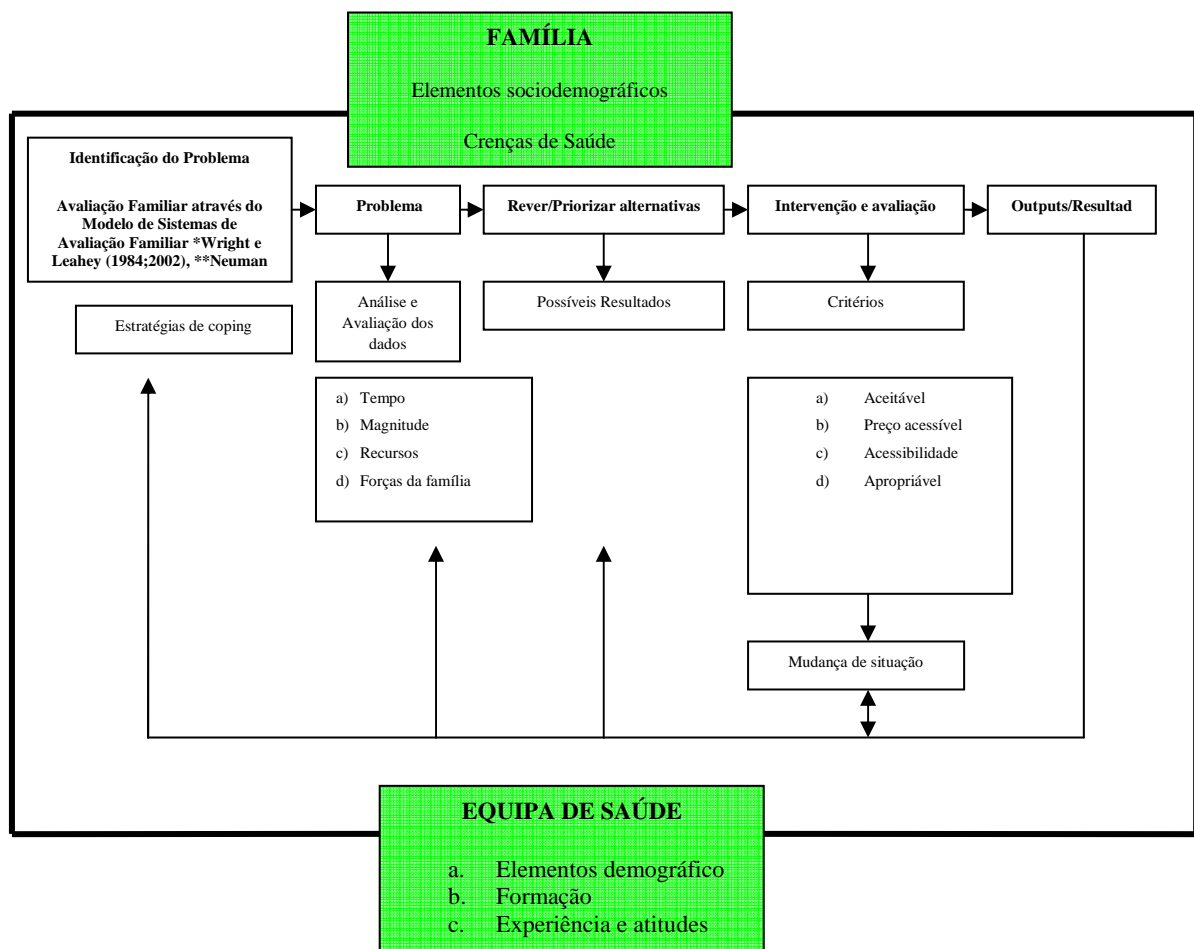 FAMÍLIA
Elementos sociodemográficos
Crenças de Saúde
Identificação do Problema
Avaliação Familiar através do
Modelo de Sistemas de
Avaliação Familiar *Wright e
Leahey (1984;2002), **Neuman
Problema
Rever/Priorizar alternativas
Intervenção e avaliação
Outputs/Resultad
Estratégias de coping
Análise e
Avaliação dos
dados
Possíveis Resultados
Critérios
a) Tempo
b) Magnitude
c) Recursos
d) Forças da família
a) Aceitável
b) Preço acessível
c) Acessibilidade
d) Apropriável
Mudança de situação
EQUIPA DE SAÚDE
a. Elementos demográfico
b. Formação
c. Experiência e atitudes